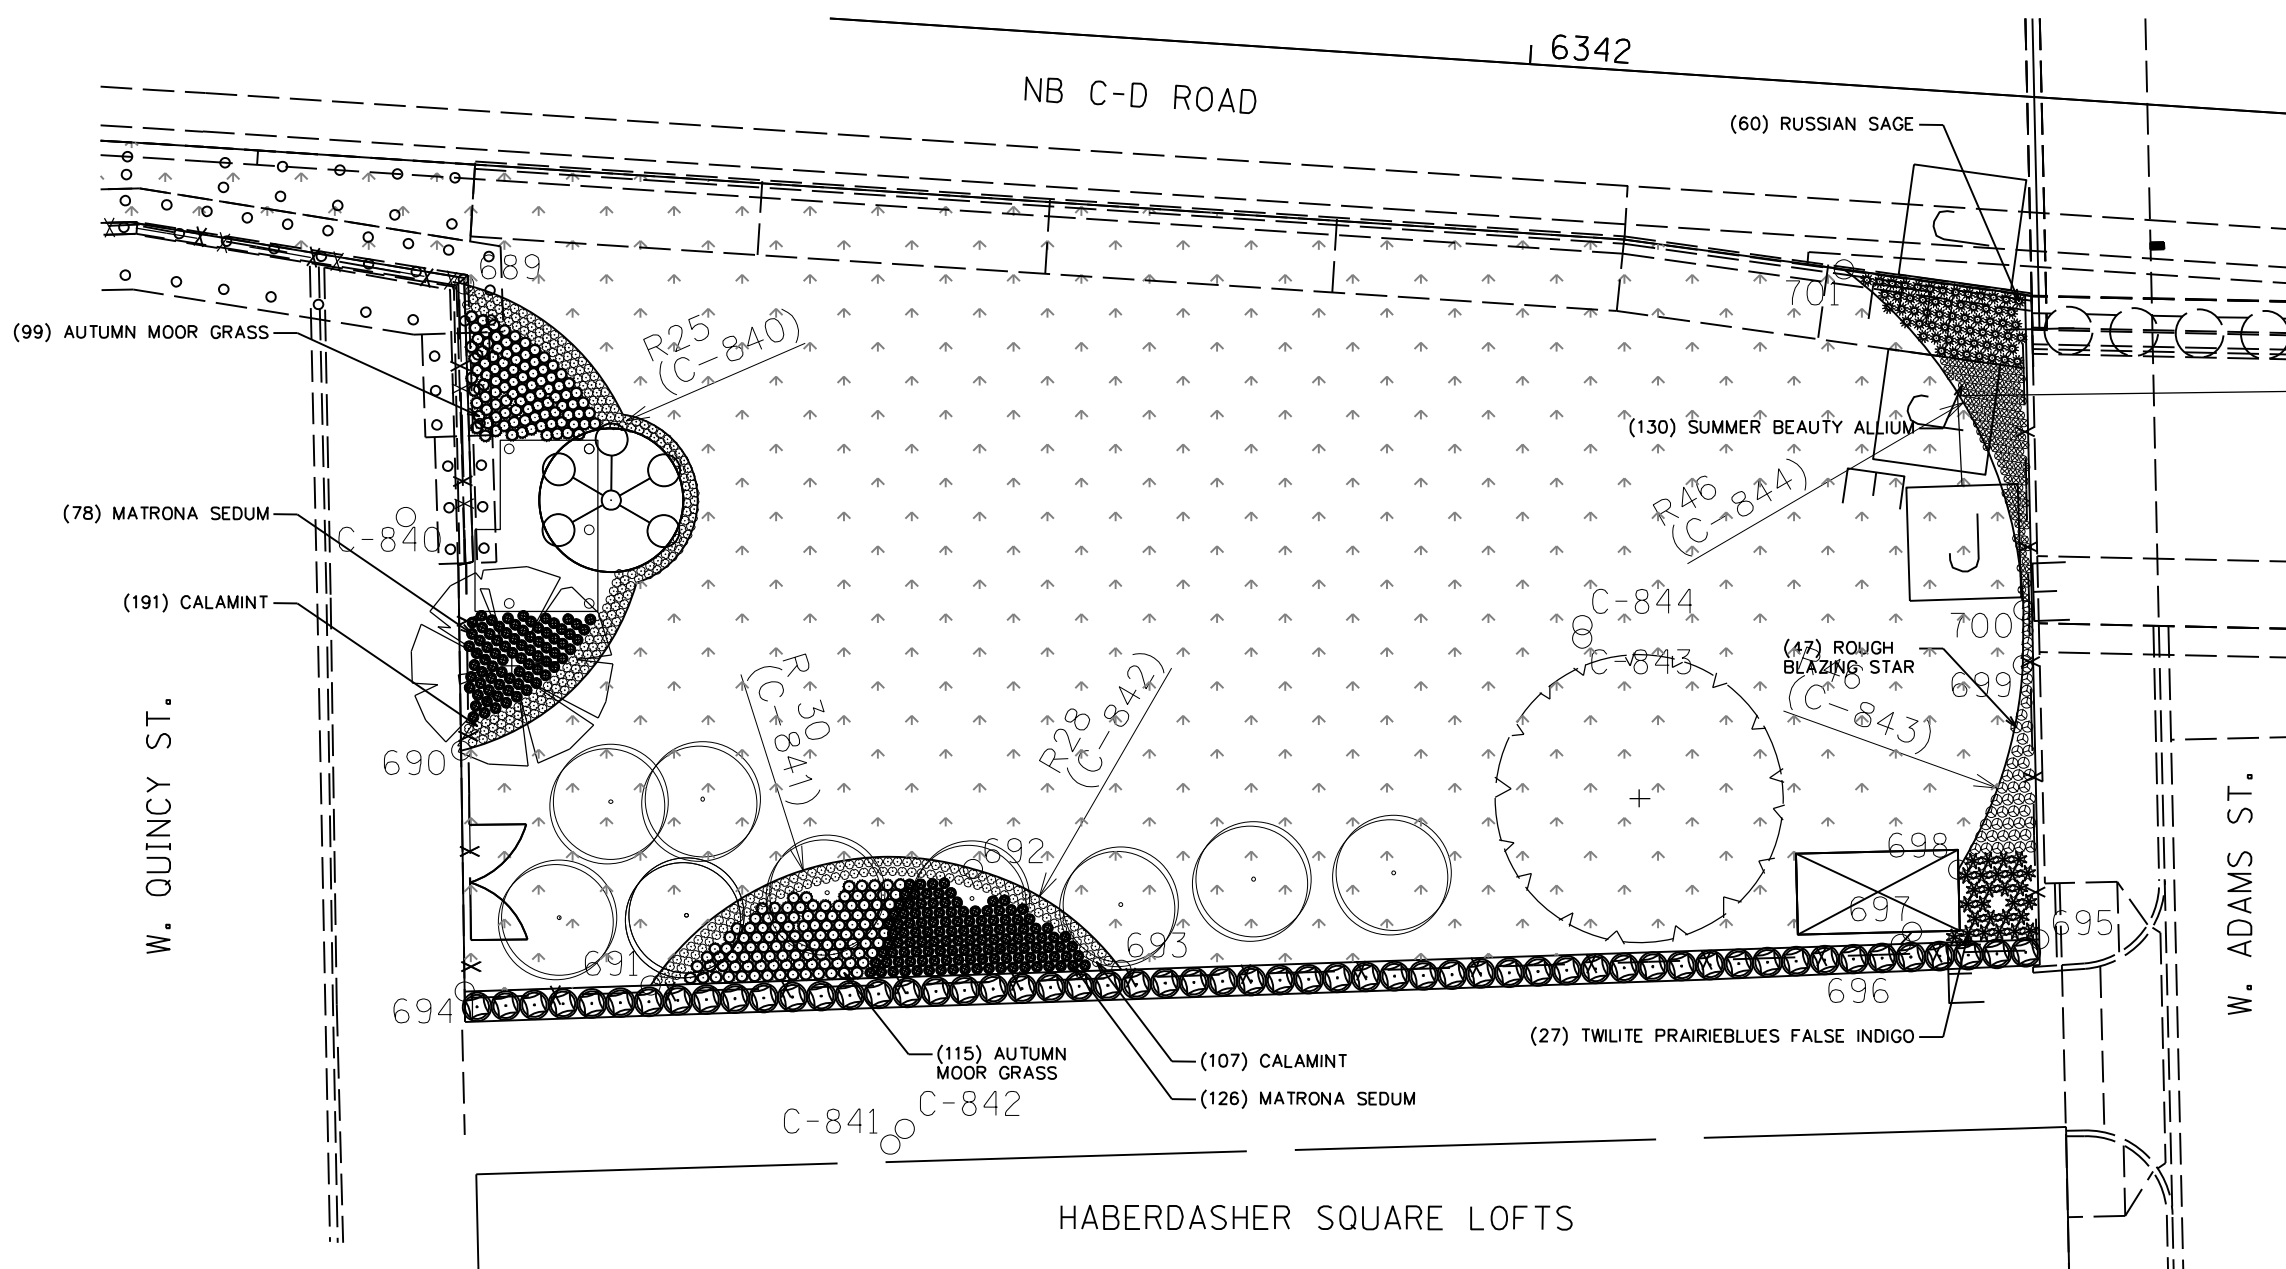 6342
NB C-D ROAD
(60) RUSSIAN SAGE
689
701
(99) AUTUMN MOOR GRASS
R25
(C-840)
(130) SUMMER BEAUTY ALLIUM
R46
(C-844)
(78) MATRONA SEDUM
C-840
(191) CALAMINT
C-844
C-843
700
(47) ROUGH
BLAZING STAR
699
(C-843)
R 30
(C-841)
R28
(C-842)
690
W. QUINCY ST.
W. ADAMS ST.
692
698
697
695
691
693
694
696
(27) TWILITE PRAIRIEBLUES FALSE INDIGO
(115) AUTUMN
MOOR GRASS
(107) CALAMINT
(126) MATRONA SEDUM
C-841
C-842
HABERDASHER SQUARE LOFTS